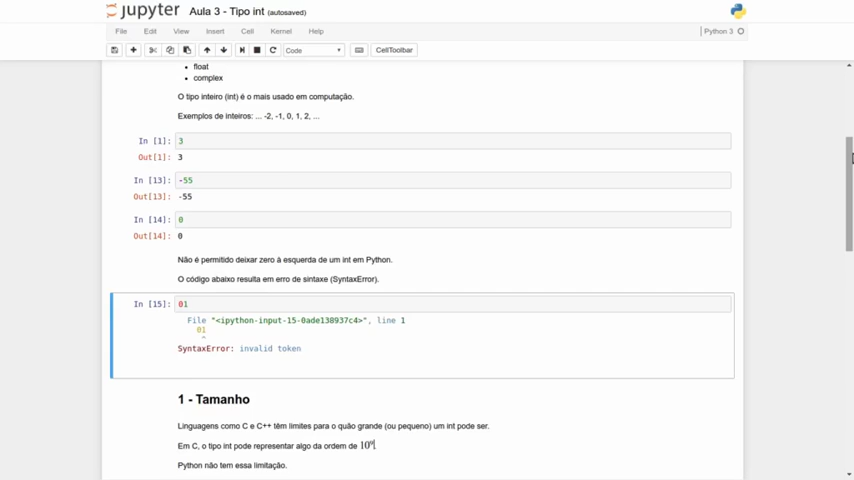 jupyter Aula 3 - Tipo int (autosaved)
File Edit View Insert Cell Kernel Help Python 3
Code CellToolbar
float
complex
O tipo inteiro (int) é o mais usado em computação.
Exemplos de inteiros: ... -2, -1, 0, 1, 2, ...
In [1]: 3
Out[1]: 3
In [13]: -55
Out[13]: -55
In [14]: 0
Out[14]: 0
Não é permitido deixar zero à esquerda de um int em Python.
O código abaixo resulta em erro de sintaxe (SyntaxError).
In [15]: 01
File "<ipython-input-15-0ade138937c4>", line 1
01
^
SyntaxError: invalid token
1 - Tamanho
Linguagens como C e C++ têm limites para o quão grande (ou pequeno) um int pode ser.
Em C, o tipo int pode representar algo da ordem de
Python não tem essa limitação.